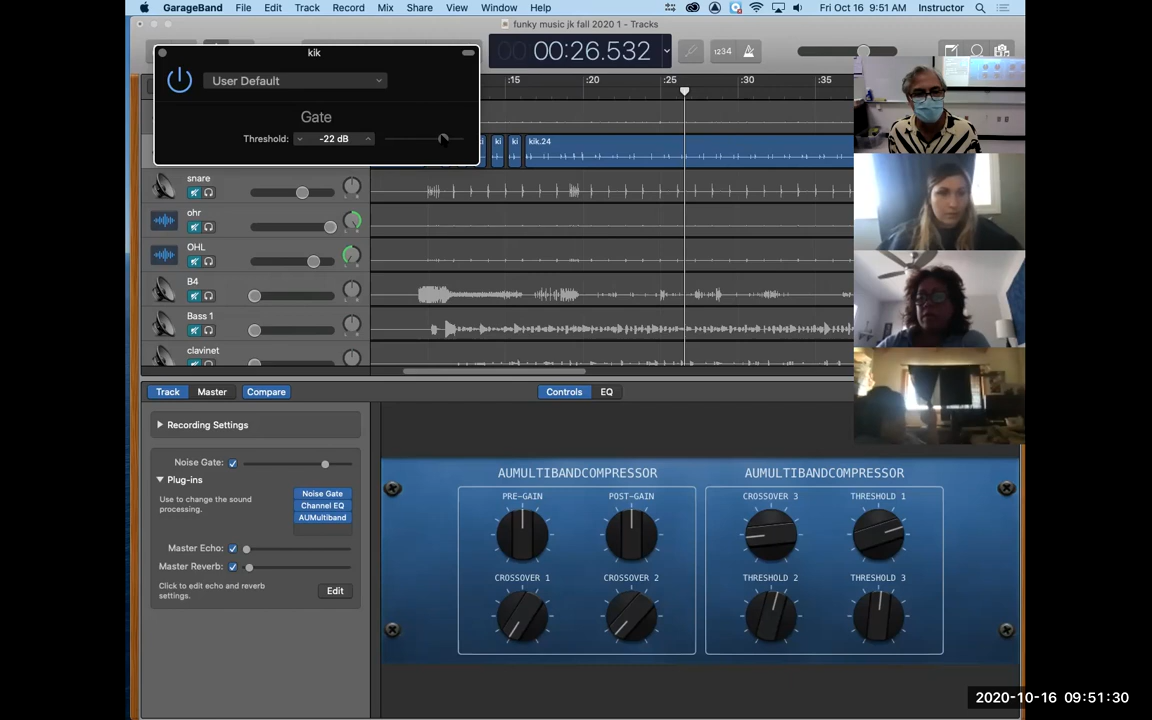 GarageBand File Edit Track Record Mix Share View Window Help Fri Oct 16 9:51 AM Instructor
funky music jk fall 2020 1 - Tracks
00:26.532
1234
kik
User Default
Gate
Threshold: -22 dB
:15 :20 :25 :30 :35
ki ki kik.24
snare
ohr
OHL
B4
Bass 1
clavinet
Track Master Compare Controls EQ
Recording Settings
Noise Gate:
Plug-ins
Use to change the sound
processing.
Noise Gate
Channel EQ
AUMultiband
Master Echo:
Master Reverb:
Click to edit echo and reverb
settings.
Edit
AUMULTIBANDCOMPRESSOR AUMULTIBANDCOMPRESSOR
PRE-GAIN POST-GAIN CROSSOVER 3 THRESHOLD 1
CROSSOVER 1 CROSSOVER 2 THRESHOLD 2 THRESHOLD 3
2020-10-16 09:51:30